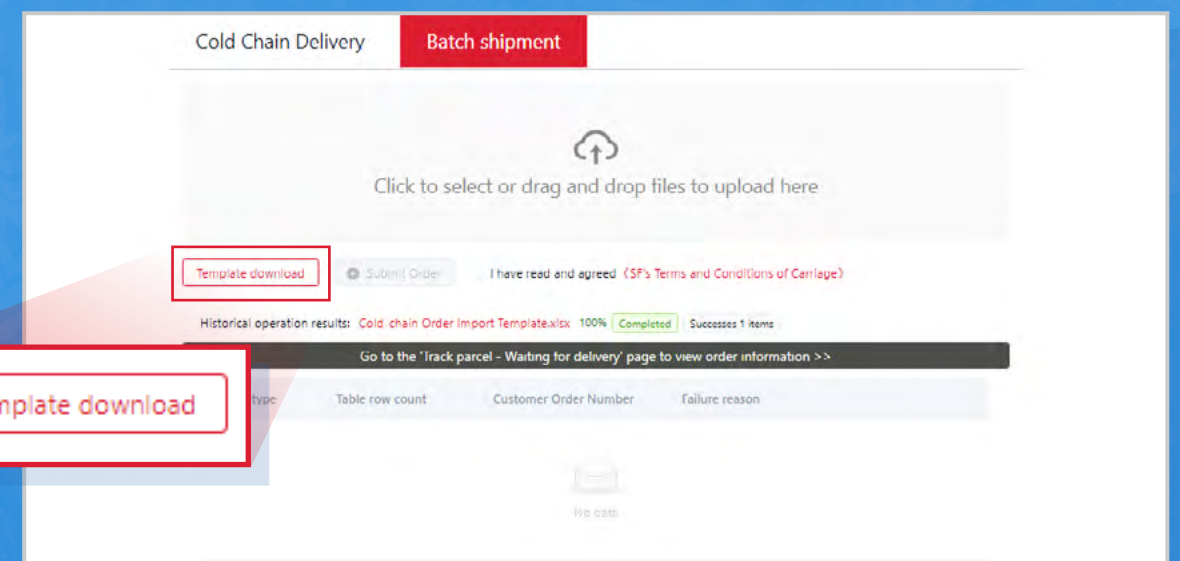 Cold Chain Delivery Batch shipment
Click to select or drag and drop files to upload here
Template download Submit Order I have read and agreed 《SF's Terms and Conditions of Carriage》
Historical operation results: Cold chain Order Import Template.xlsx 100% Completed Successes 1 items
Go to the 'Track parcel - Waiting for delivery' page to view order information >>
type Table row count Customer Order Number Failure reason
mplate download
No data